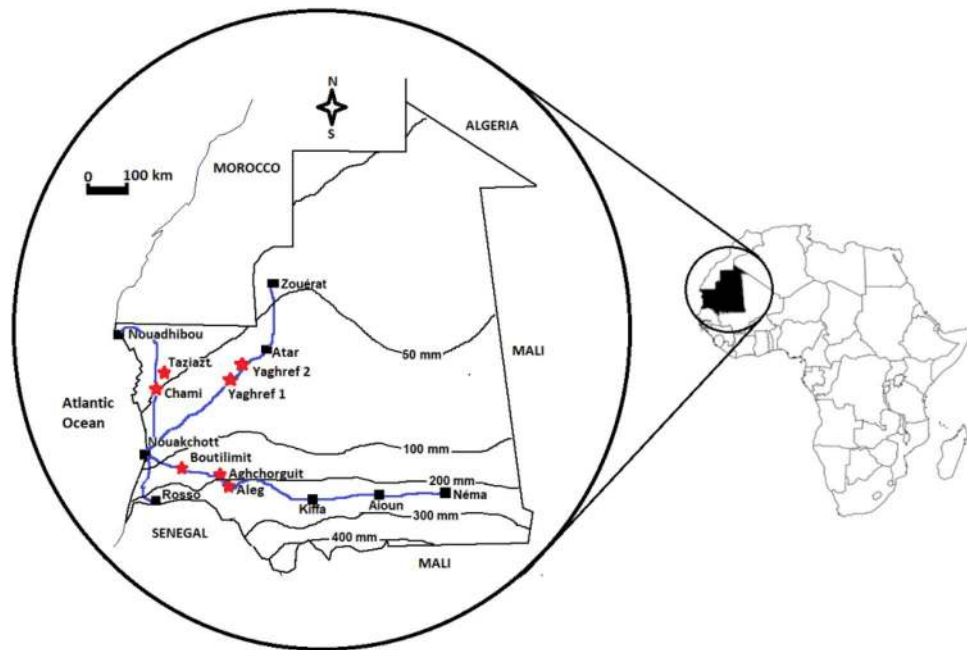 N
S
ALGERIA
MOROCCO
0 100 km
Zouérat
Nouadhibou
Atar
50 mm
MALI
Taziazt
Yaghref 2
Chami
Yaghref 1
Atlantic
Ocean
Nouakchott
100 mm
Boutilimit
Aghchorguit
200 mm
Aleg
Rosso
Kiffa
Aioun
Néma
300 mm
SENEGAL
400 mm
MALI